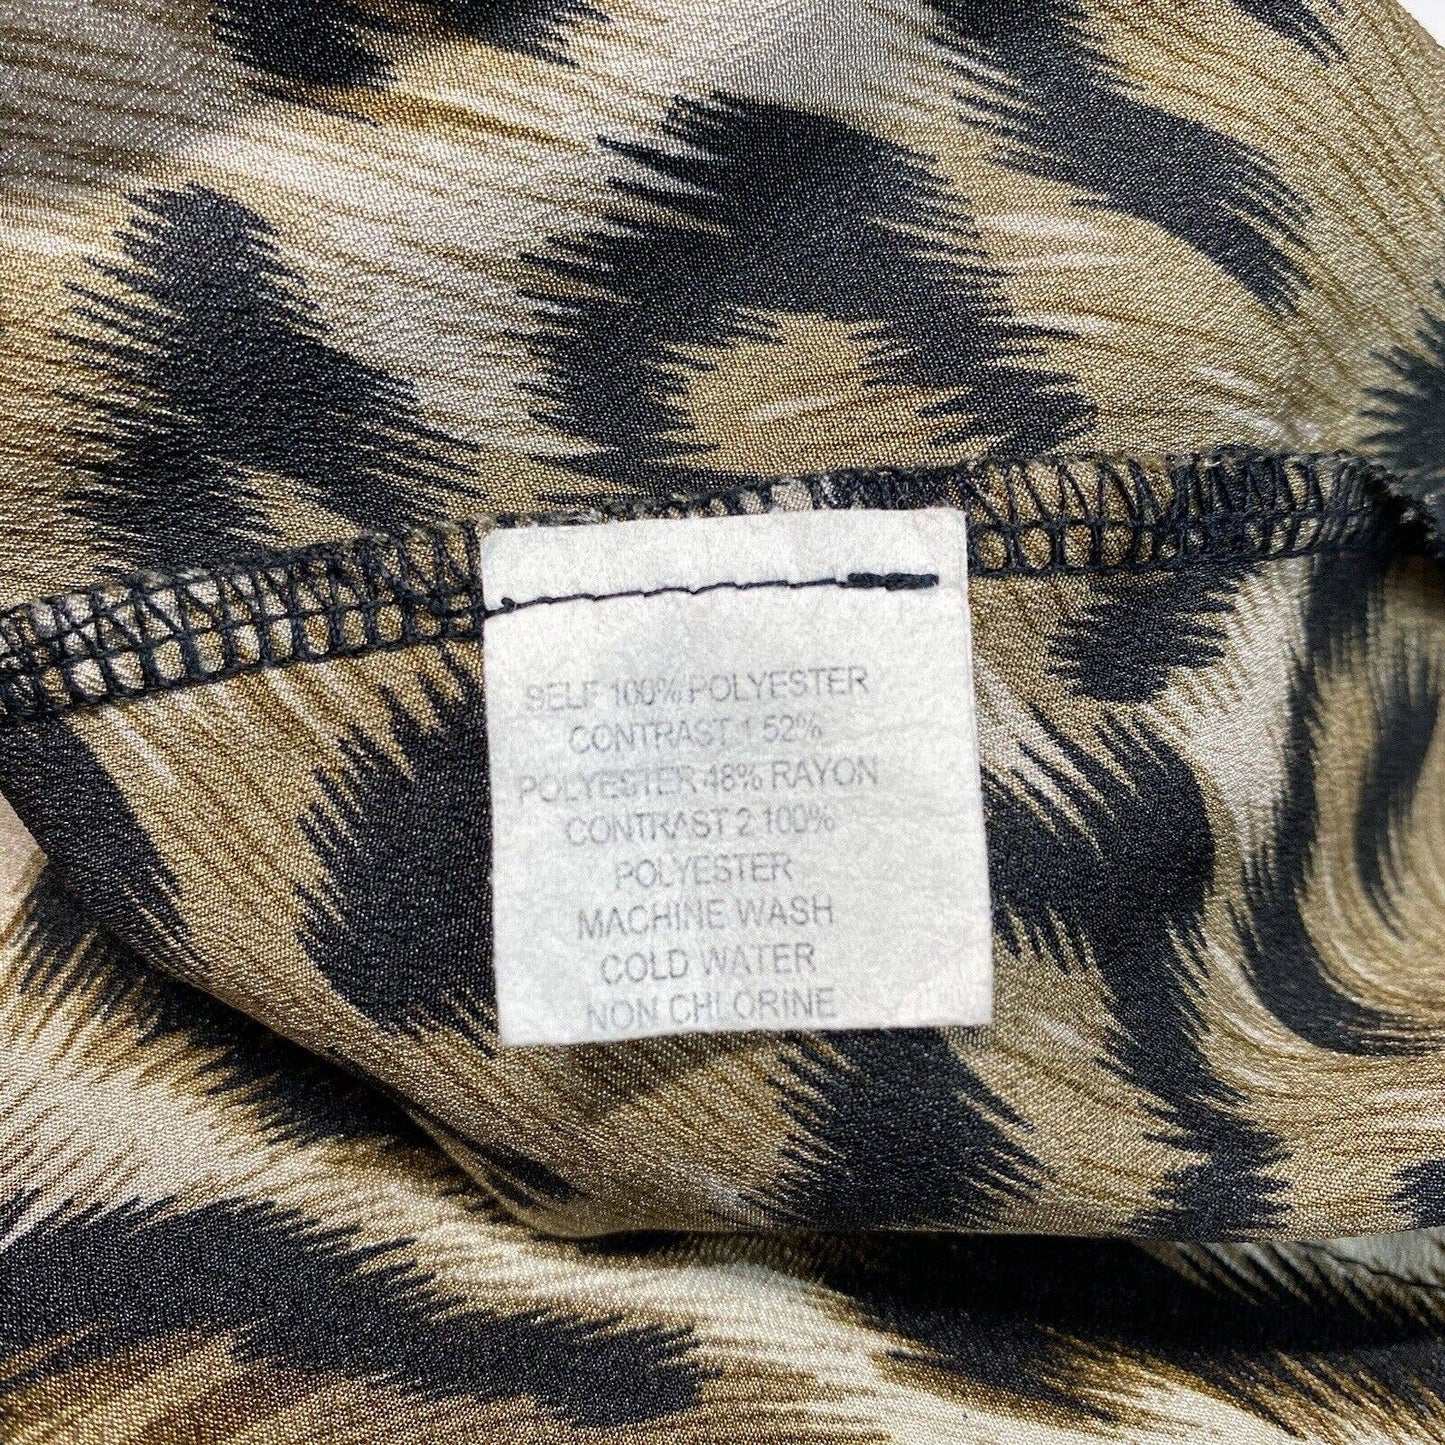 SELF 100% POLYESTER
CONTRAST 1 52%
POLYESTER 48% RAYON
CONTRAST 2 100%
POLYESTER
MACHINE WASH
COLD WATER
NON CHLORINE